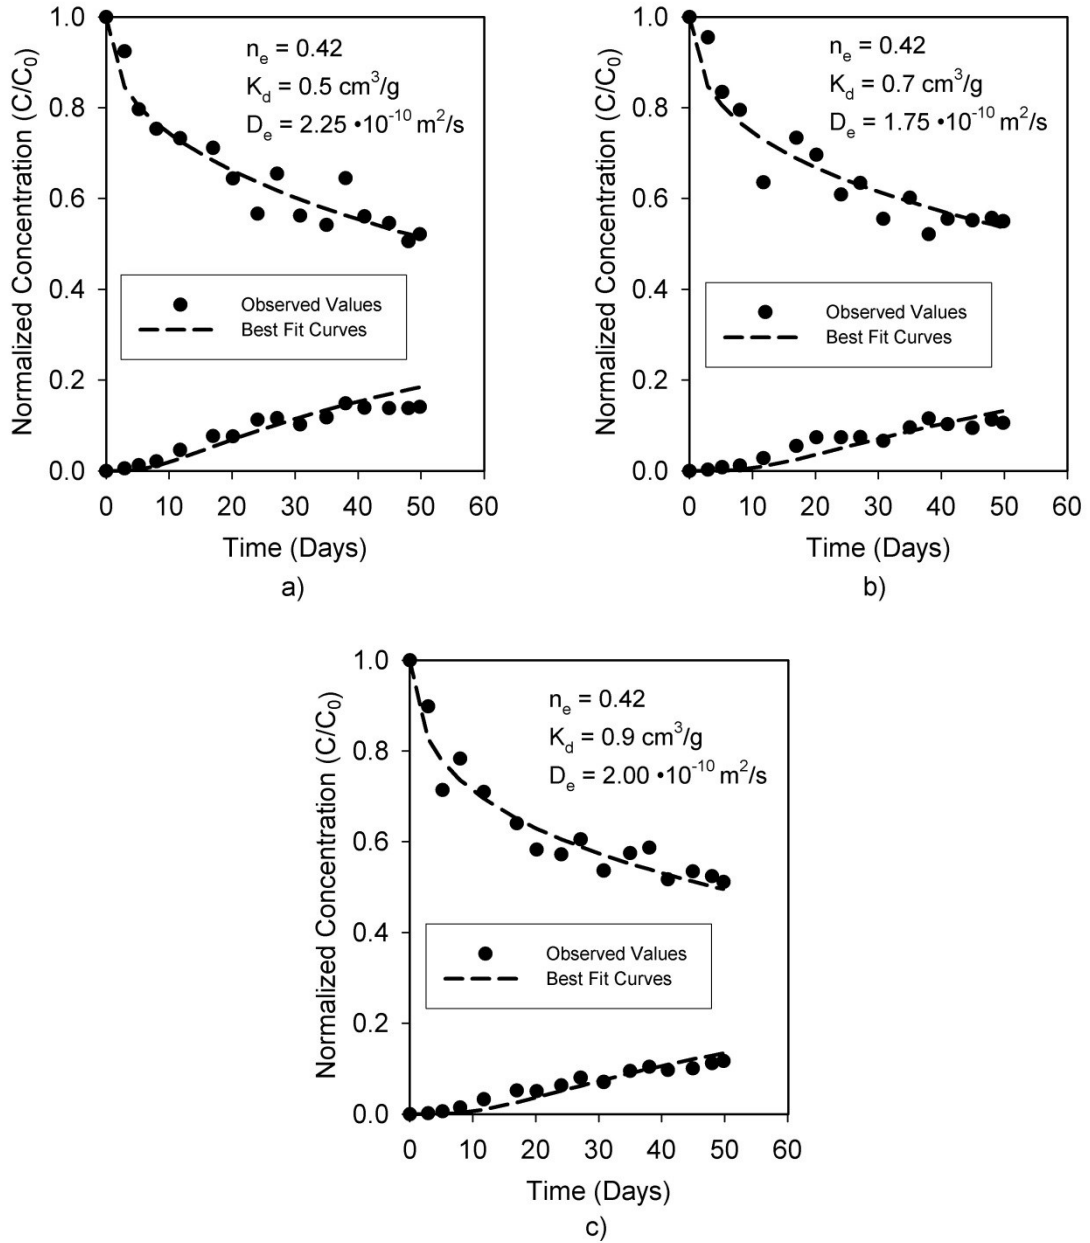 Normalized Concentration (C/C₀)
1.0
0.8
0.6
0.4
0.2
0.0
nₑ = 0.42
K_d = 0.5 cm³/g
Dₑ = 2.25 •10⁻¹⁰ m²/s
Observed Values
Best Fit Curves
0 10 20 30 40 50 60
Time (Days)
a)
Normalized Concentration (C/C₀)
1.0
0.8
0.6
0.4
0.2
0.0
nₑ = 0.42
K_d = 0.7 cm³/g
Dₑ = 1.75 •10⁻¹⁰ m²/s
Observed Values
Best Fit Curves
0 10 20 30 40 50 60
Time (Days)
b)
Normalized Concentration (C/C₀)
1.0
0.8
0.6
0.4
0.2
0.0
nₑ = 0.42
K_d = 0.9 cm³/g
Dₑ = 2.00 •10⁻¹⁰ m²/s
Observed Values
Best Fit Curves
0 10 20 30 40 50 60
Time (Days)
c)